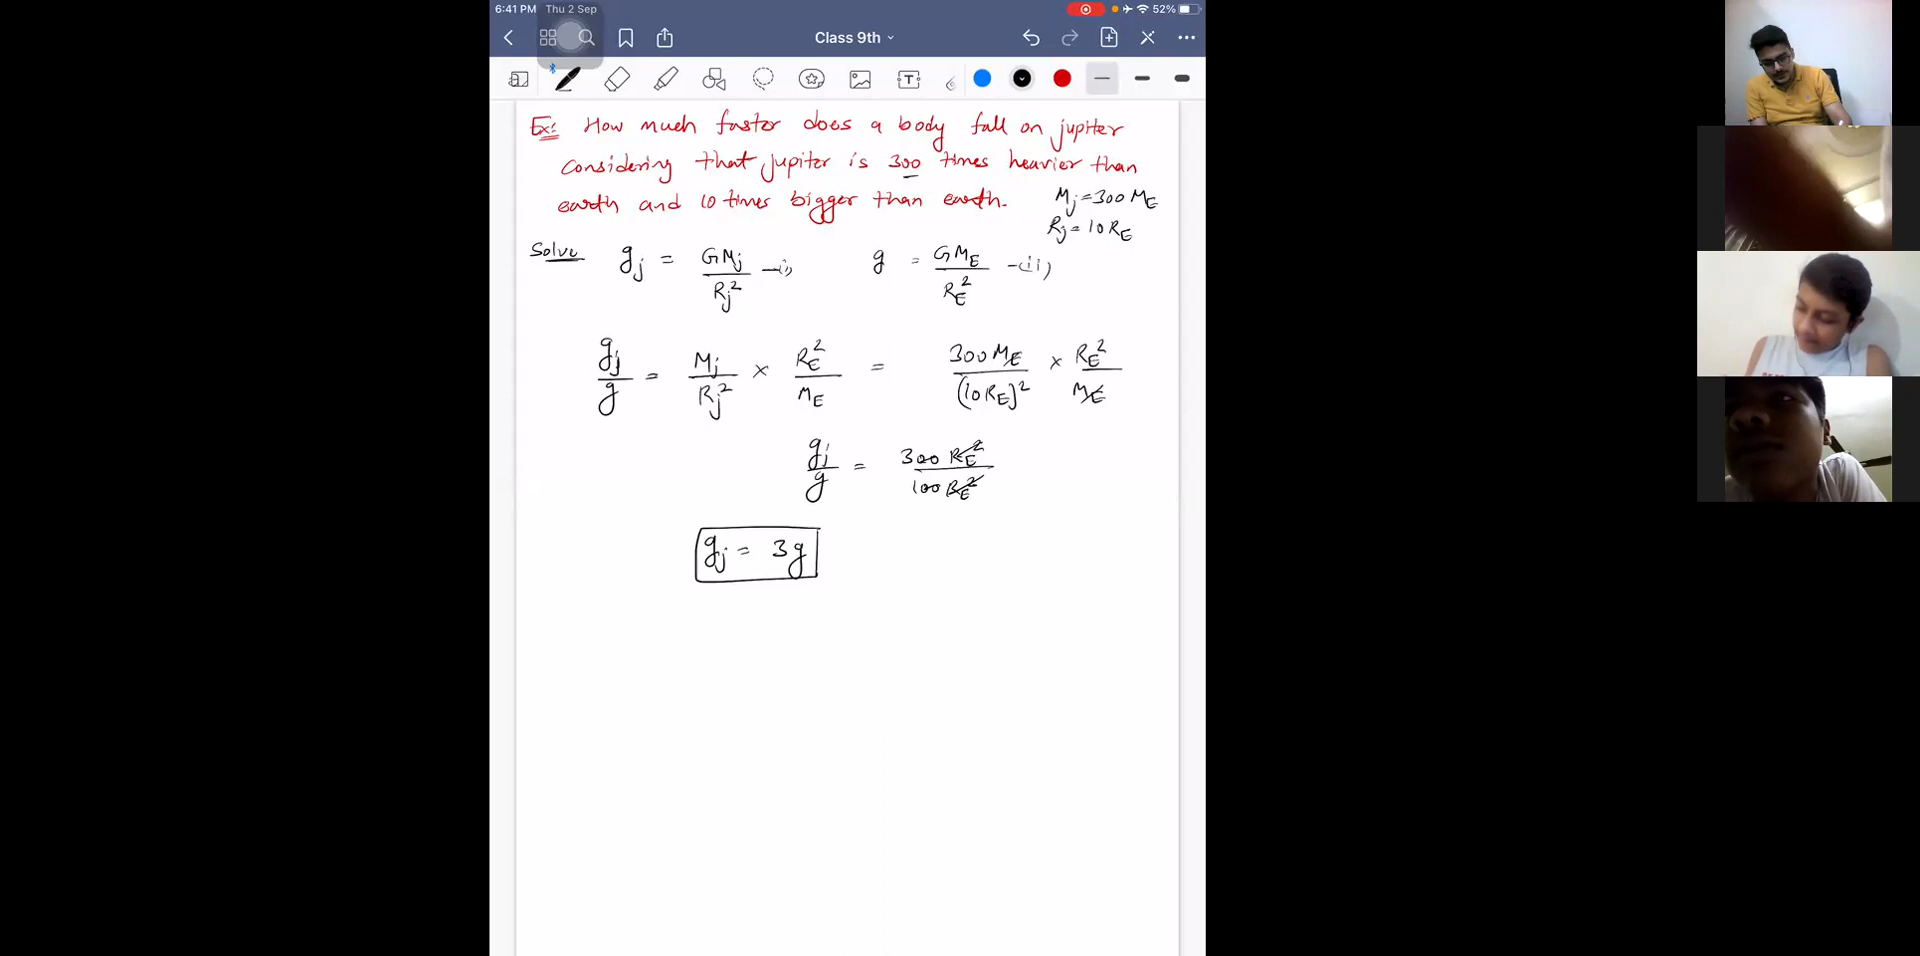 6:41 PM Thu 2 Sep
52%
Class 9th
Ex: How much faster does a body fall on jupiter
considering that jupiter is 300 times heavier than
earth and 10 times bigger than earth.
Mj = 300 ME
Rj = 10 RE
Solve gj = GMj / Rj² -(i) g = GME / RE² -(ii)
gj / g = Mj / Rj² × RE² / ME = 300 ME / (10 RE)² × RE² / ME
gj / g = 300 RE² / 100 RE²
gj = 3g